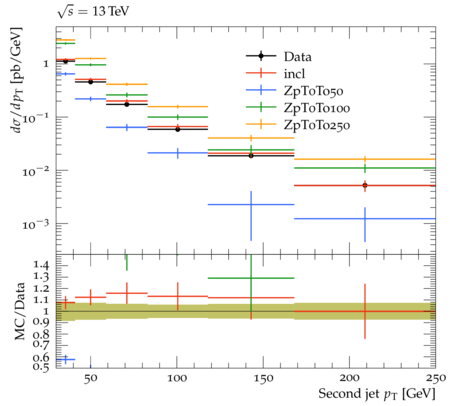 √s = 13 TeV
dσ/dpT [pb/GeV]
1
10⁻¹
10⁻²
10⁻³
Data
incl
ZpToTo50
ZpToTo100
ZpToTo250
MC/Data
1.4
1.3
1.2
1.1
1
0.9
0.8
0.7
0.6
0.5
50 100 150 200 250
Second jet pT [GeV]